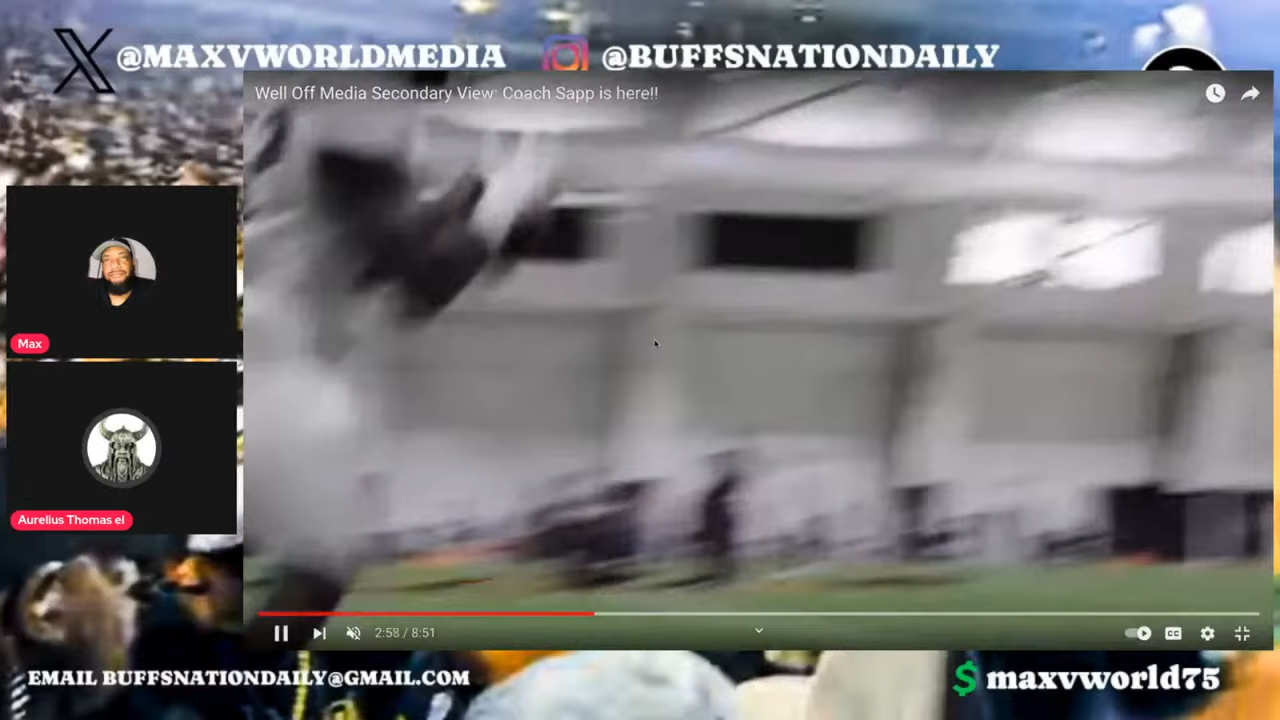 @MAXVWORLDMEDIA @BUFFSNATIONDAILY
Well Off Media Secondary View: Coach Sapp is here!!
Max
Aurelius Thomas el
2:58 / 8:51
CC
EMAIL BUFFSNATIONDAILY@GMAIL.COM
$ maxvworld75